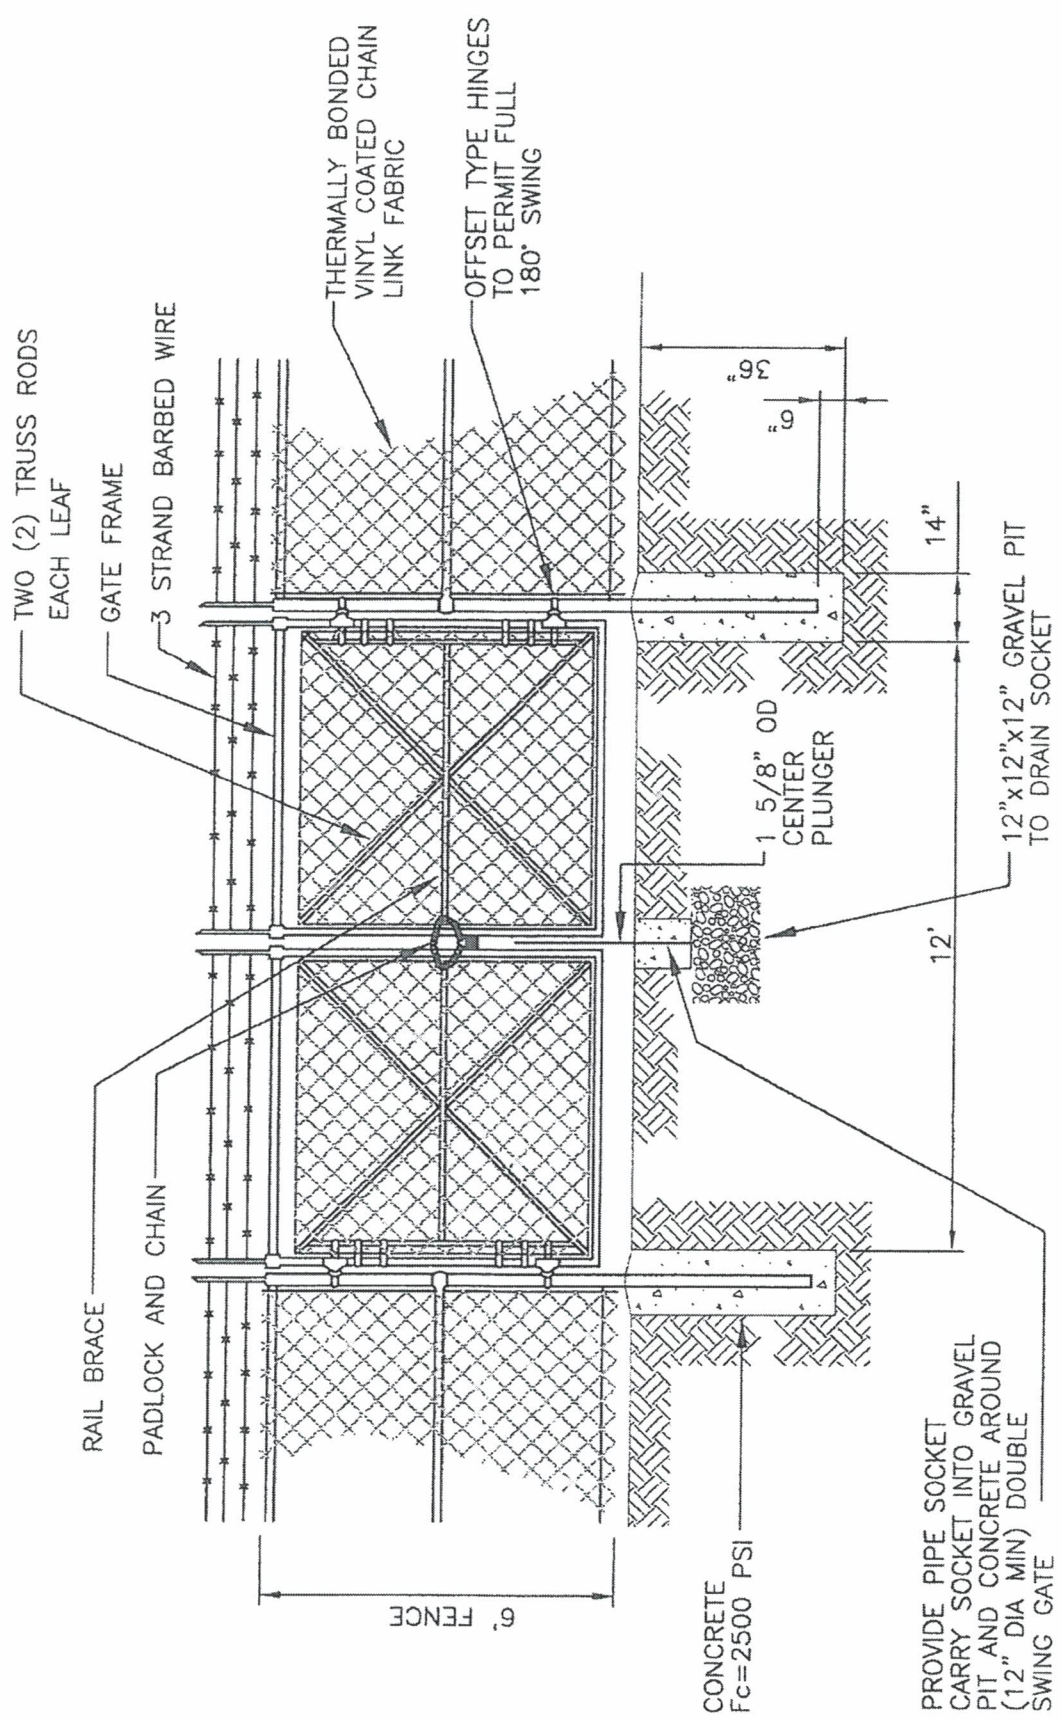 TWO (2) TRUSS RODS
EACH LEAF
GATE FRAME
3 STRAND BARBED WIRE
RAIL BRACE
PADLOCK AND CHAIN
THERMALLY BONDED
VINYL COATED CHAIN
LINK FABRIC
OFFSET TYPE HINGES
TO PERMIT FULL
180° SWING
6' FENCE
36"
6"
14"
12'
1 5/8" OD
CENTER
PLUNGER
12"x12"x12" GRAVEL PIT
TO DRAIN SOCKET
CONCRETE
Fc=2500 PSI
PROVIDE PIPE SOCKET
CARRY SOCKET INTO GRAVEL
PIT AND CONCRETE AROUND
(12" DIA MIN) DOUBLE
SWING GATE